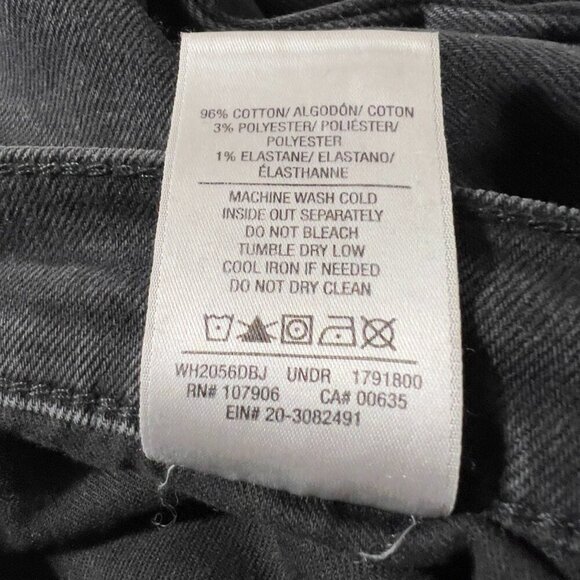 96% COTTON/ ALGODÓN/ COTON
3% POLYESTER/ POLIÉSTER/
POLYESTER
1% ELASTANE/ ELASTANO/
ÉLASTHANNE
MACHINE WASH COLD
INSIDE OUT SEPARATELY
DO NOT BLEACH
TUMBLE DRY LOW
COOL IRON IF NEEDED
DO NOT DRY CLEAN
WH2056DBJ UNDR 1791800
RN# 107906 CA# 00635
EIN# 20-3082491